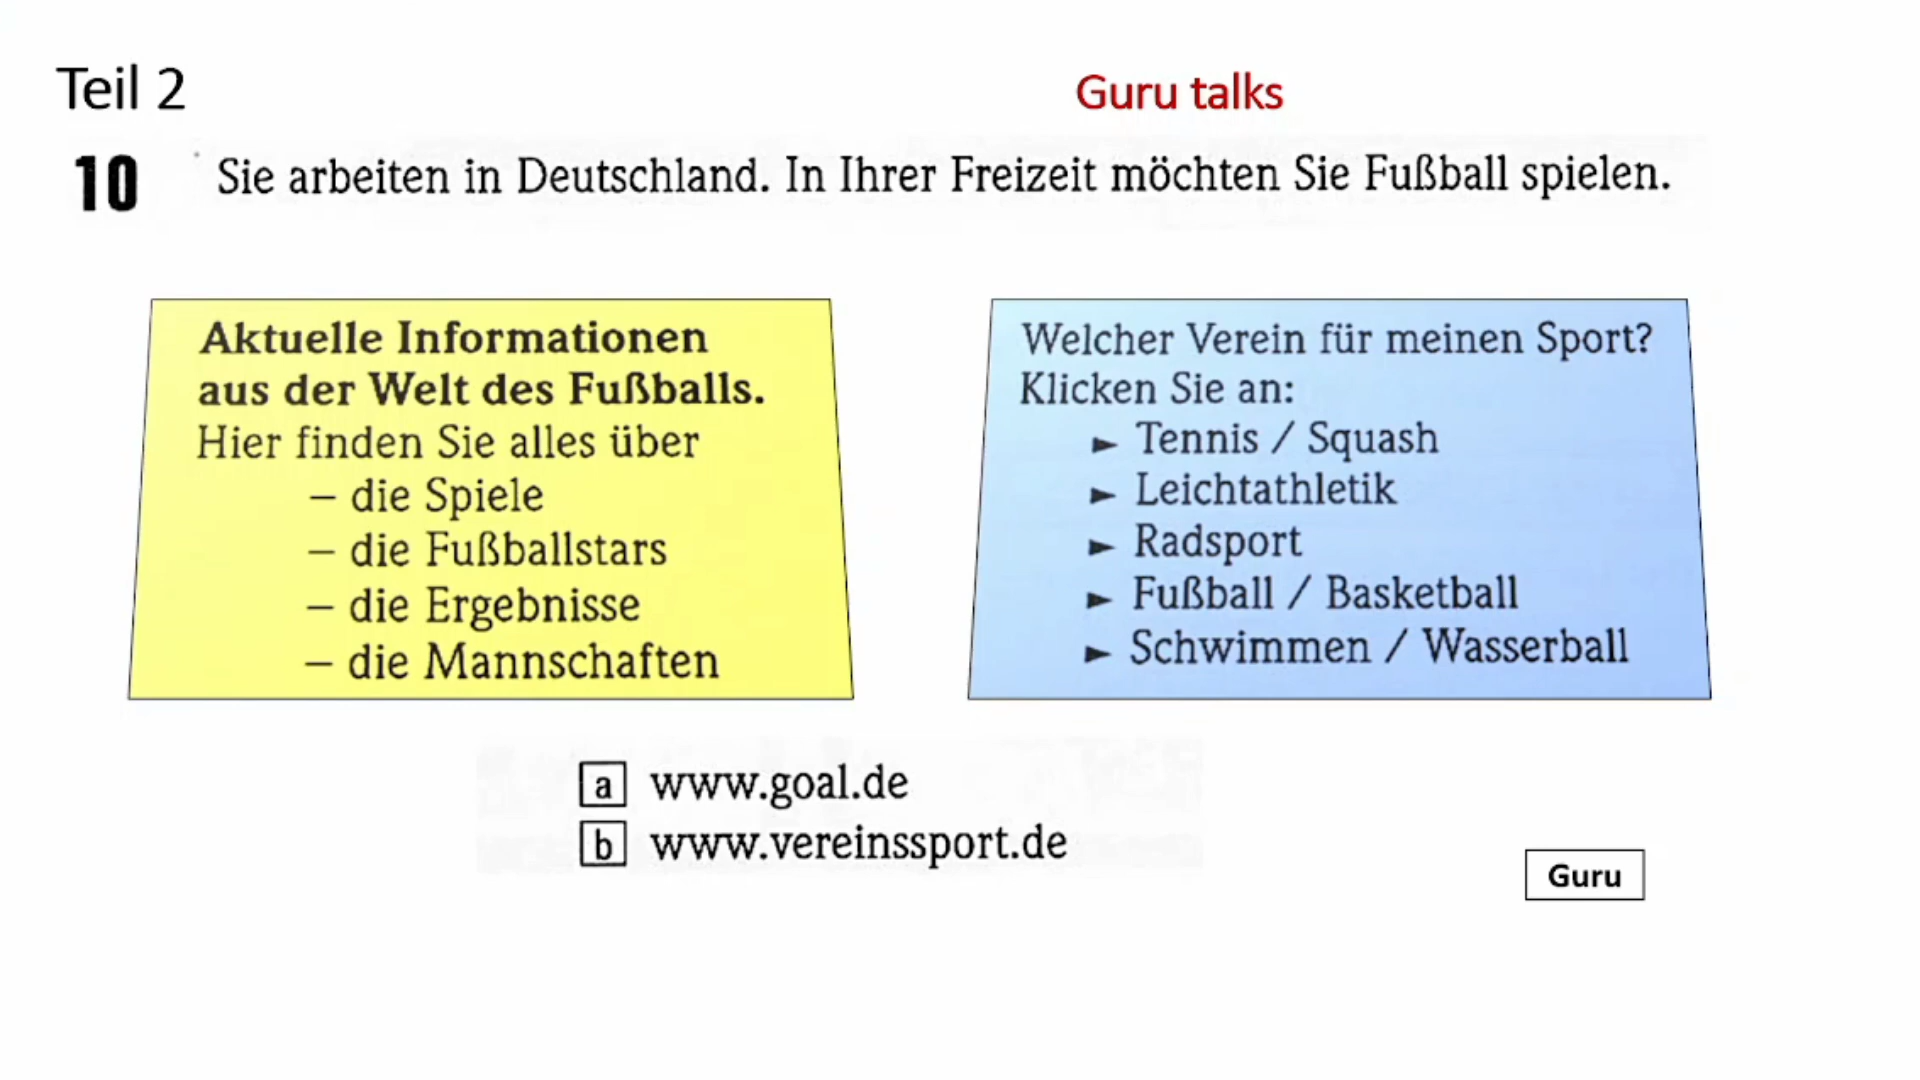 Teil 2
Guru talks
10 Sie arbeiten in Deutschland. In Ihrer Freizeit möchten Sie Fußball spielen.
Aktuelle Informationen
aus der Welt des Fußballs.
Hier finden Sie alles über
– die Spiele
– die Fußballstars
– die Ergebnisse
– die Mannschaften
Welcher Verein für meinen Sport?
Klicken Sie an:
► Tennis / Squash
► Leichtathletik
► Radsport
► Fußball / Basketball
► Schwimmen / Wasserball
a www.goal.de
b www.vereinssport.de
Guru